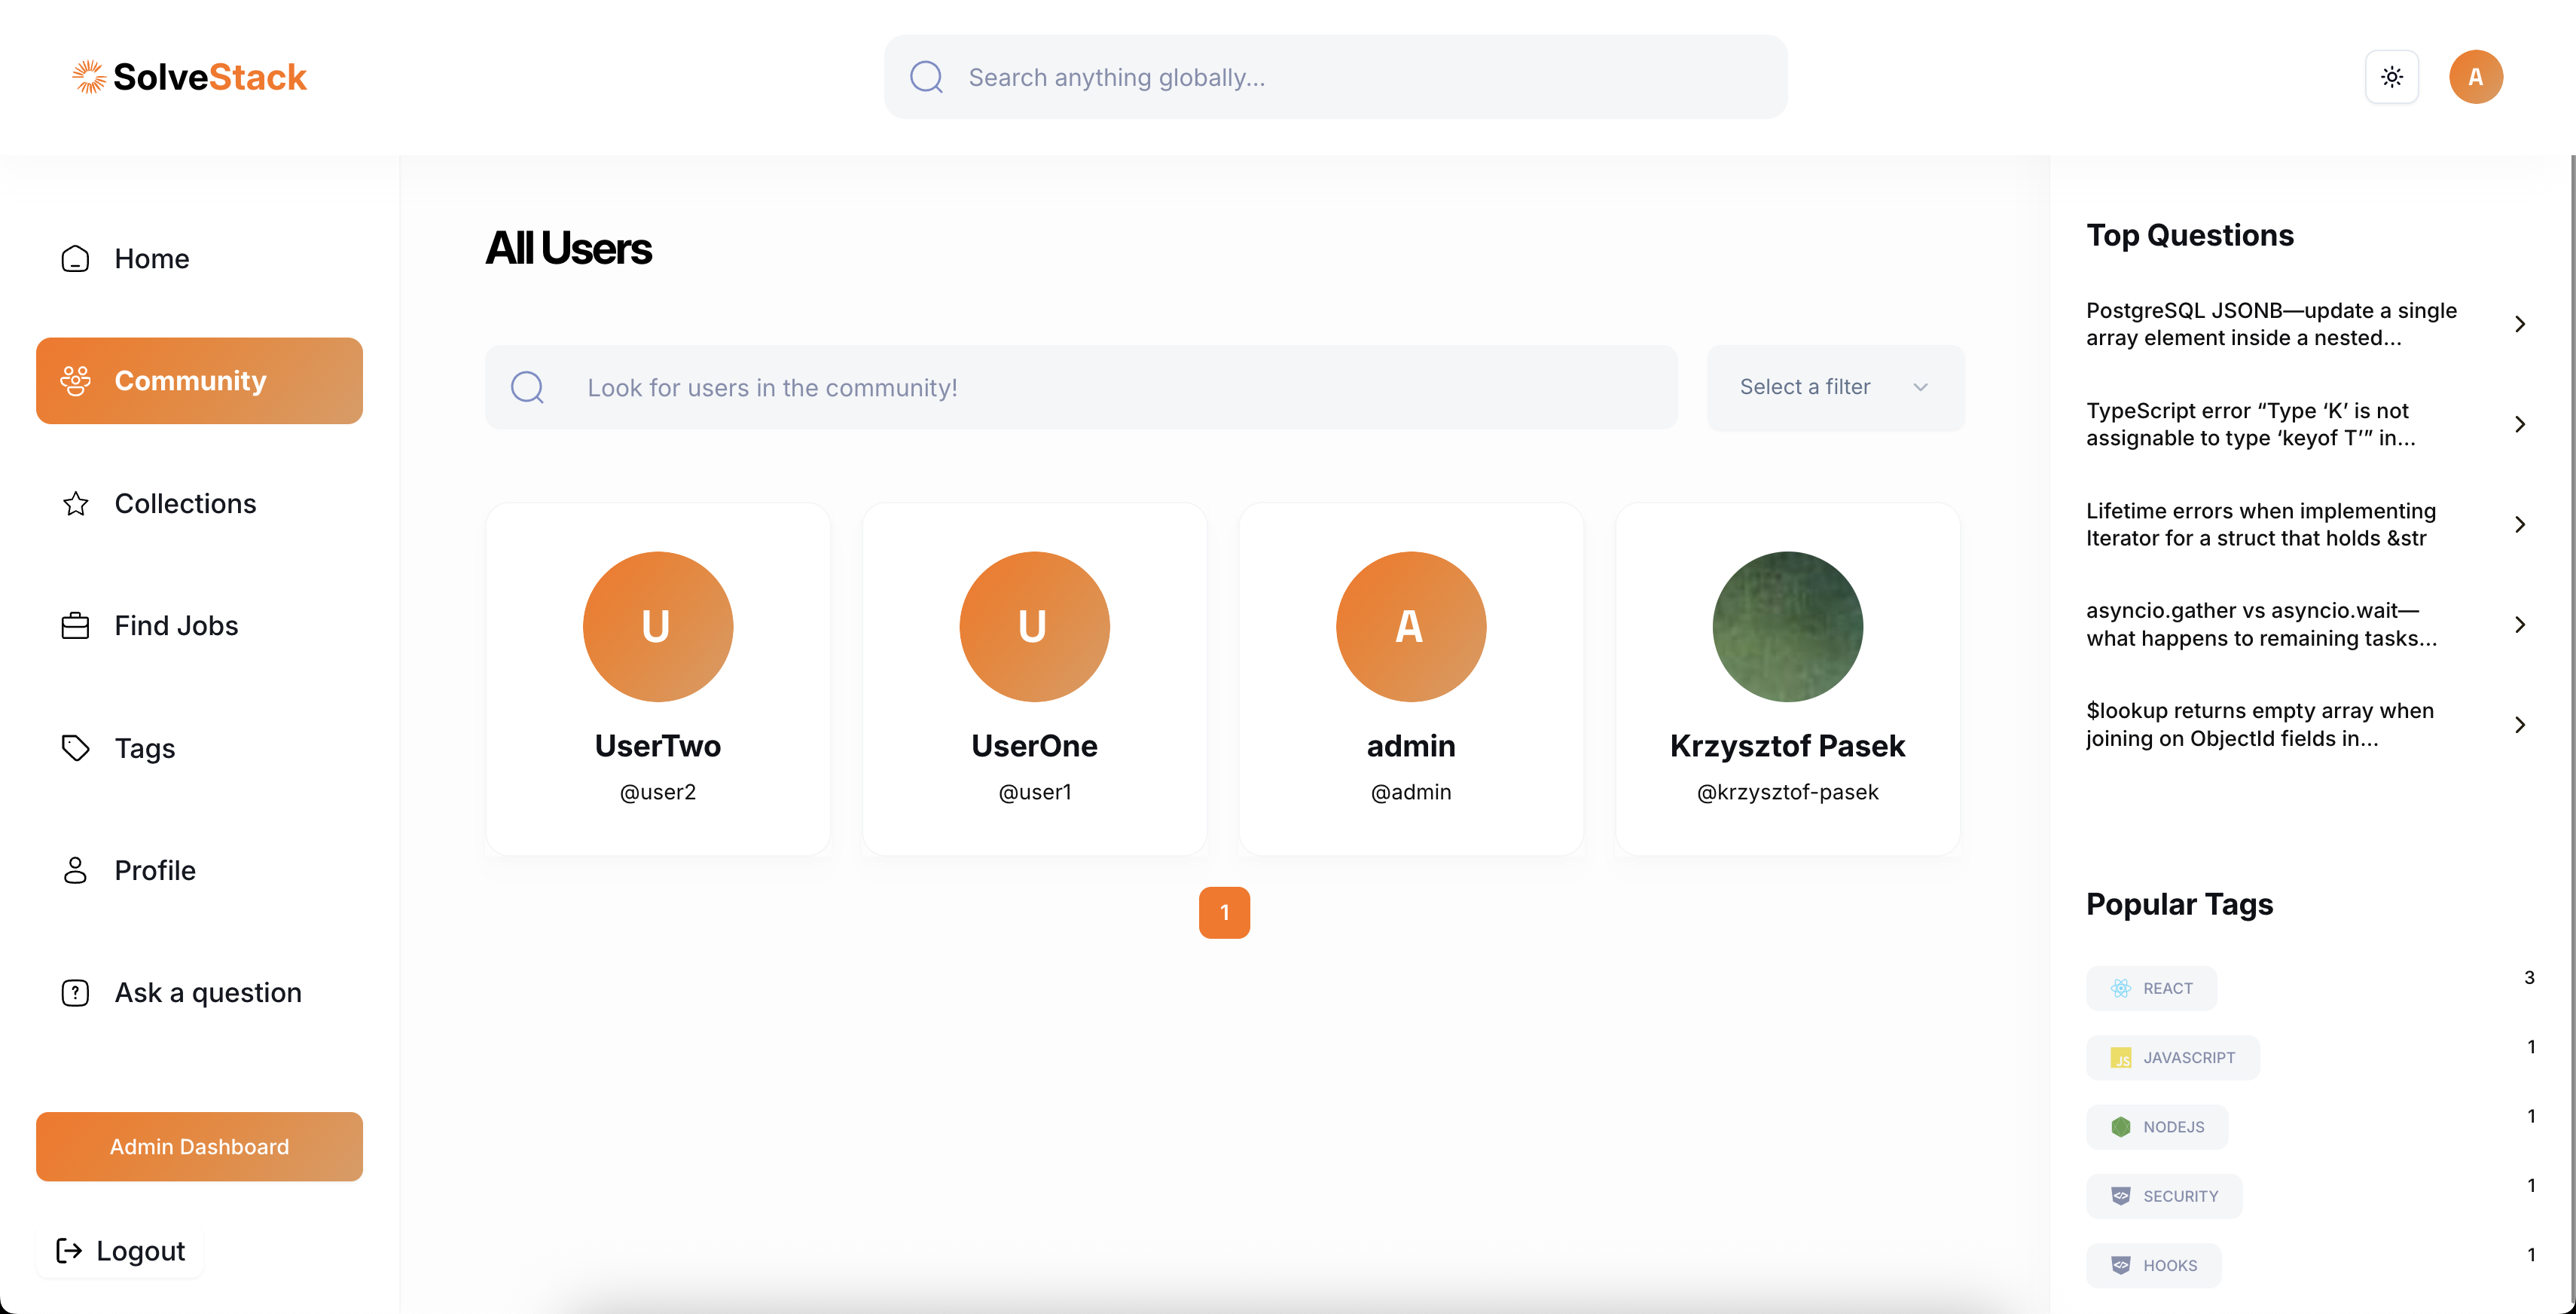 SolveStack
Search anything globally...
A
Home
Community
Collections
Find Jobs
Tags
Profile
Ask a question
Admin Dashboard
Logout
All Users
Look for users in the community!
Select a filter
U
UserTwo
@user2
U
UserOne
@user1
A
admin
@admin
Krzysztof Pasek
@krzysztof-pasek
1
Top Questions
PostgreSQL JSONB—update a single
array element inside a nested...
TypeScript error “Type ‘K’ is not
assignable to type ‘keyof T’” in...
Lifetime errors when implementing
Iterator for a struct that holds &str
asyncio.gather vs asyncio.wait—
what happens to remaining tasks...
$lookup returns empty array when
joining on ObjectId fields in...
Popular Tags
REACT 3
JS JAVASCRIPT 1
NODEJS 1
SECURITY 1
HOOKS 1